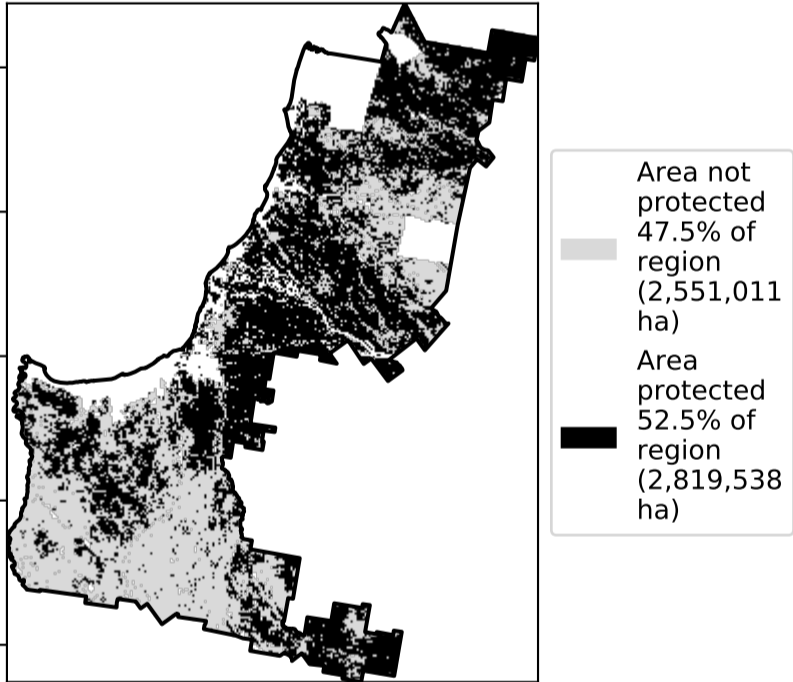 Area not
protected
47.5% of
region
(2,551,011
ha)
Area
protected
52.5% of
region
(2,819,538
ha)